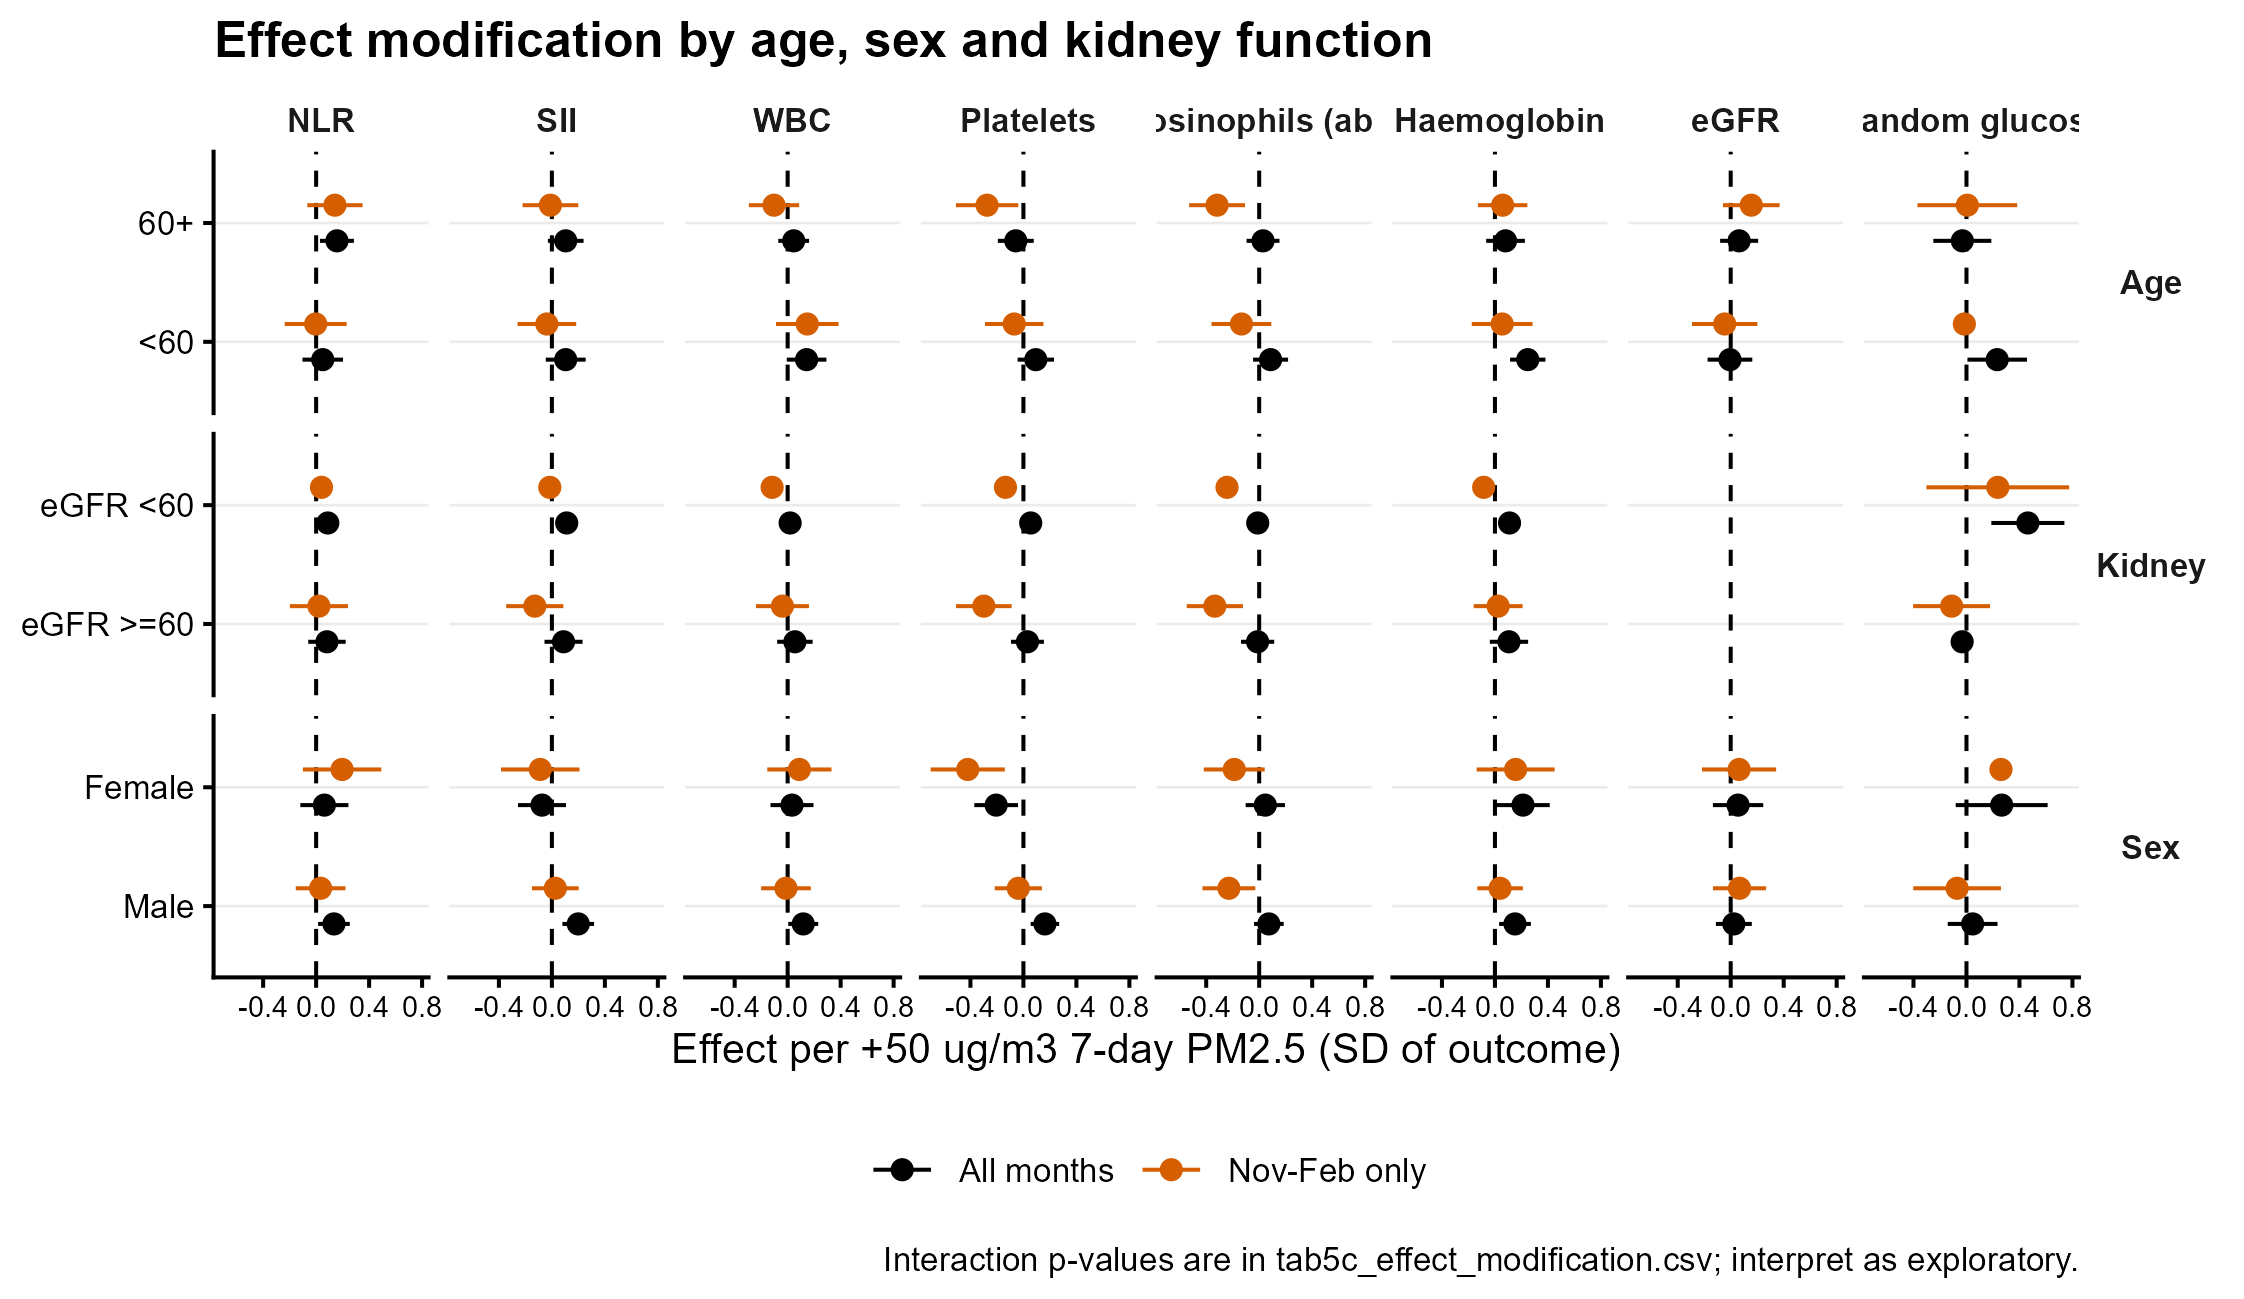 Effect modification by age, sex and kidney function
NLR SII WBC Platelets osinophils (ab Haemoglobin eGFR andom glucos
60+
<60
Age
eGFR <60
eGFR >=60
Kidney
Female
Male
Sex
-0.4 0.0 0.4 0.8 -0.4 0.0 0.4 0.8 -0.4 0.0 0.4 0.8 -0.4 0.0 0.4 0.8 -0.4 0.0 0.4 0.8 -0.4 0.0 0.4 0.8 -0.4 0.0 0.4 0.8 -0.4 0.0 0.4 0.8
Effect per +50 ug/m3 7-day PM2.5 (SD of outcome)
All months Nov-Feb only
Interaction p-values are in tab5c_effect_modification.csv; interpret as exploratory.